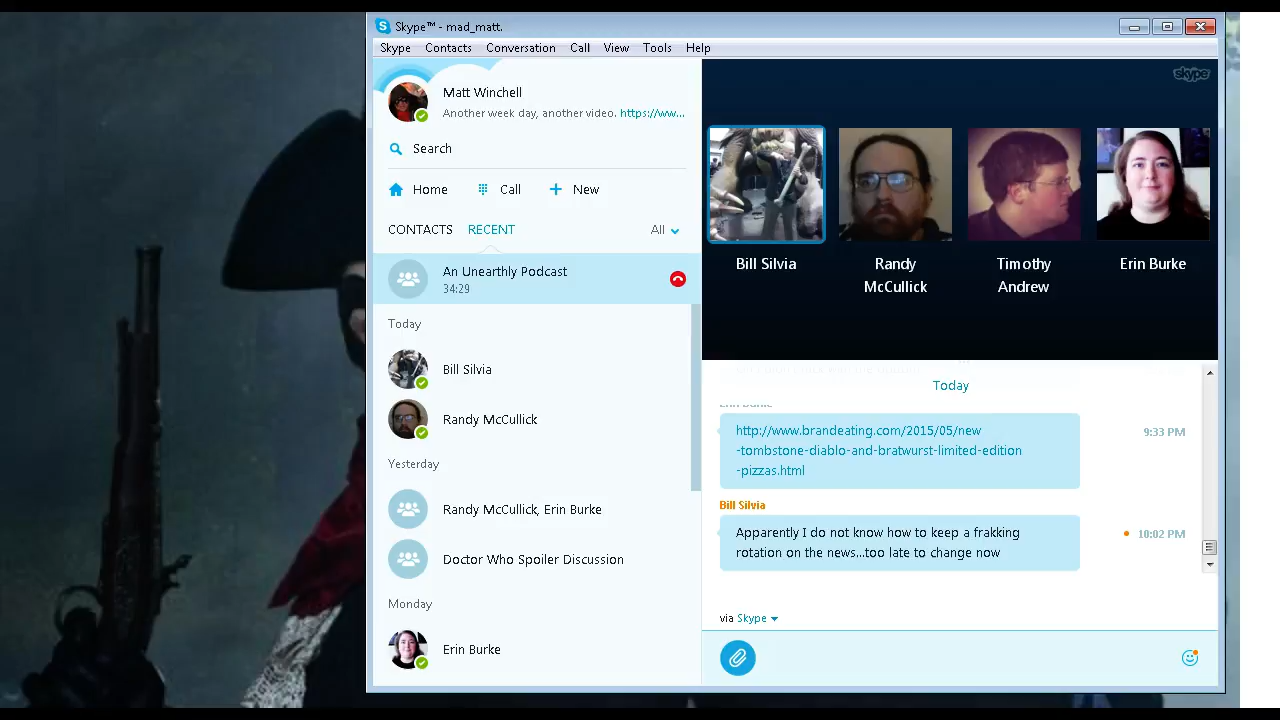 Skype™ - mad_matt
Skype Contacts Conversation Call View Tools Help
Matt Winchell
Another week day, another video. https://ww...
Search
Home Call New
CONTACTS RECENT All
An Unearthly Podcast
34:29
Today
Bill Silvia
Randy McCullick
Yesterday
Randy McCullick, Erin Burke
Doctor Who Spoiler Discussion
Monday
Erin Burke
skype
Bill Silvia
Randy
McCullick
Timothy
Andrew
Erin Burke
Today
Erin Burke
http://www.brandeating.com/2015/05/new
-tombstone-diablo-and-bratwurst-limited-edition
-pizzas.html
9:33 PM
Bill Silvia
Apparently I do not know how to keep a frakking
rotation on the news...too late to change now
10:02 PM
via Skype